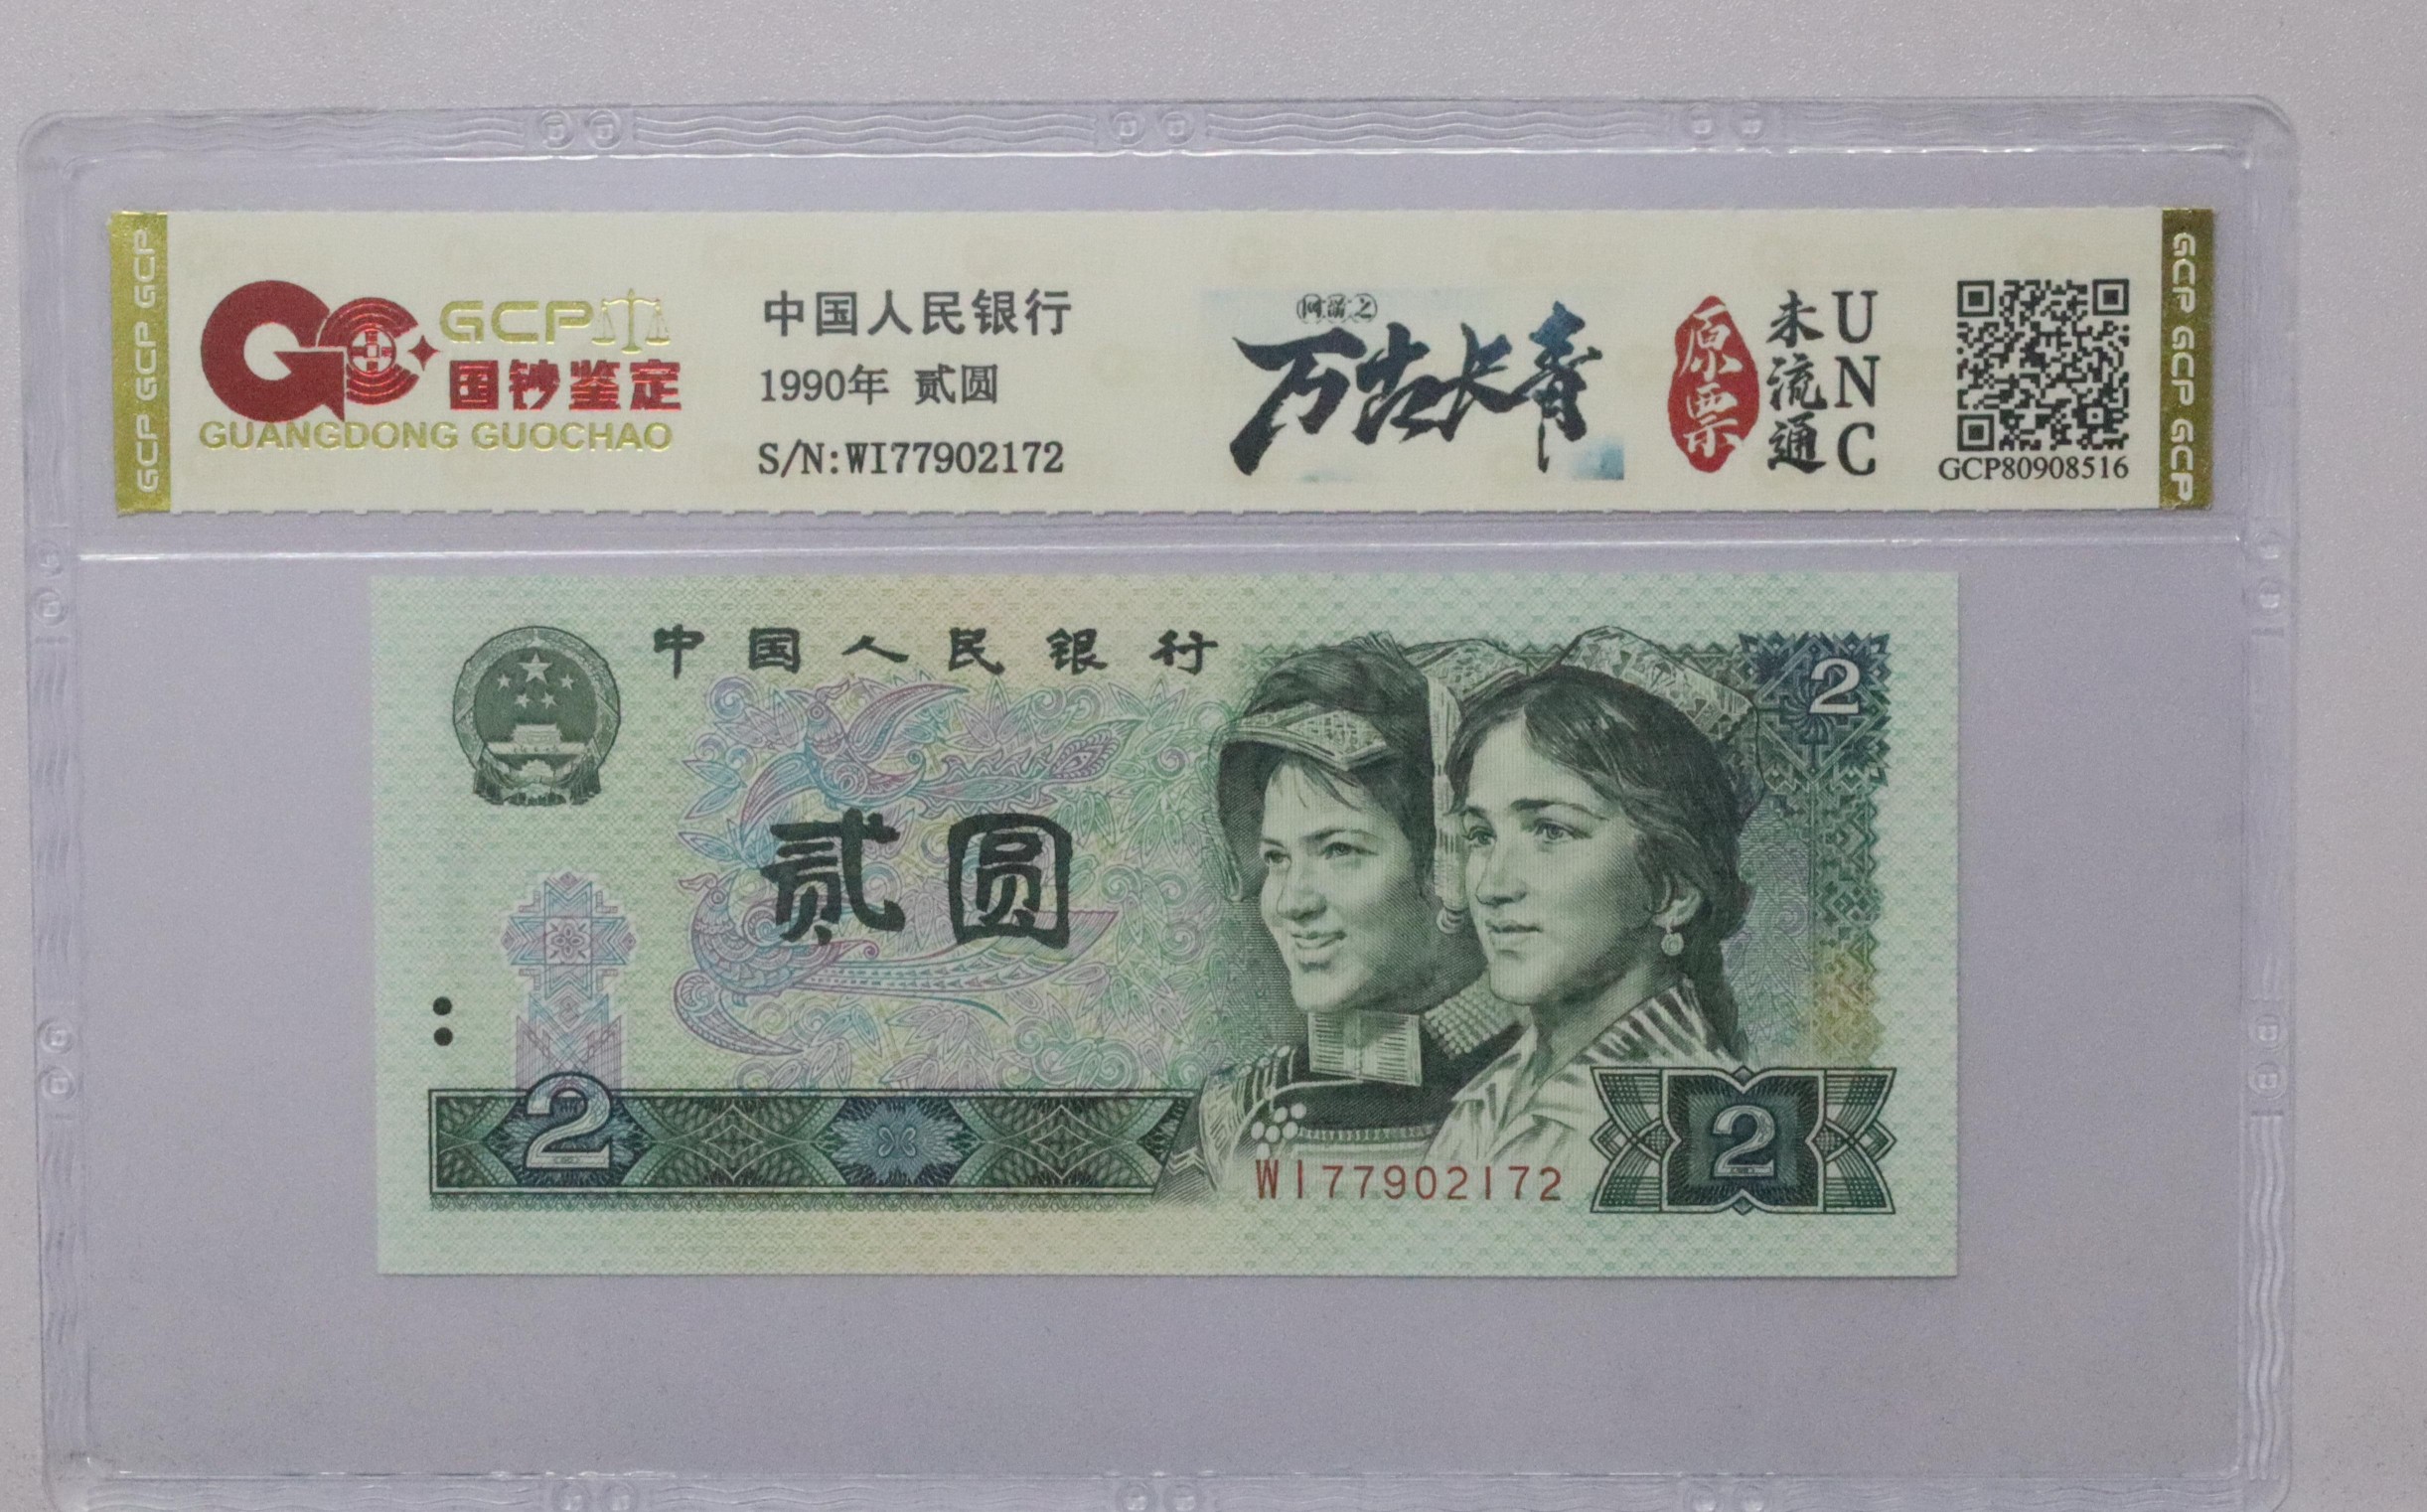 GCP GCP GCP
GCP
国钞鉴定
GUANGDONG GUOCHAO
中国人民银行
1990年 贰圆
S/N:WI77902172
万古长青
原票
未流通
UNC
GCP80908516
GCP GCP GCP GCP
中国人民银行
2
贰圆
2
WI77902172
2